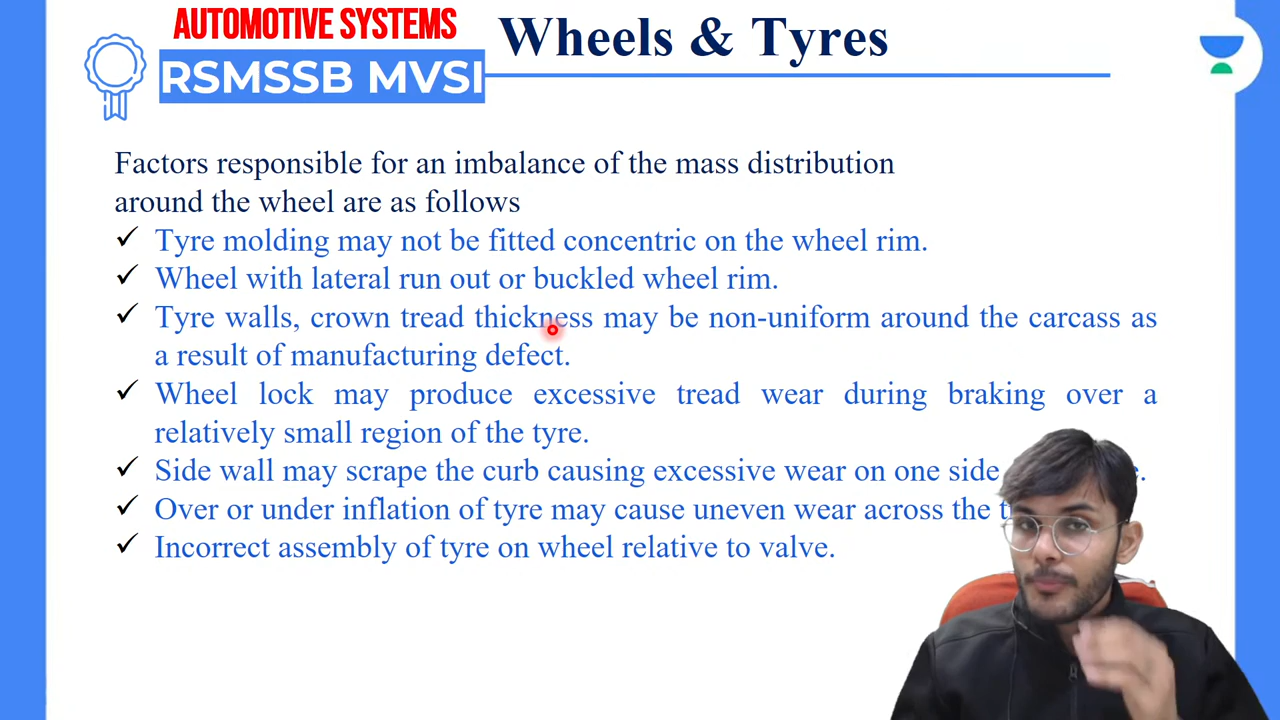 AUTOMOTIVE SYSTEMS
Wheels & Tyres
RSMSSB MVSI
Factors responsible for an imbalance of the mass distribution
around the wheel are as follows
✓ Tyre molding may not be fitted concentric on the wheel rim.
✓ Wheel with lateral run out or buckled wheel rim.
✓ Tyre walls, crown tread thickness may be non-uniform around the carcass as
a result of manufacturing defect.
✓ Wheel lock may produce excessive tread wear during braking over a
relatively small region of the tyre.
✓ Side wall may scrape the curb causing excessive wear on one side
✓ Over or under inflation of tyre may cause uneven wear across the
✓ Incorrect assembly of tyre on wheel relative to valve.